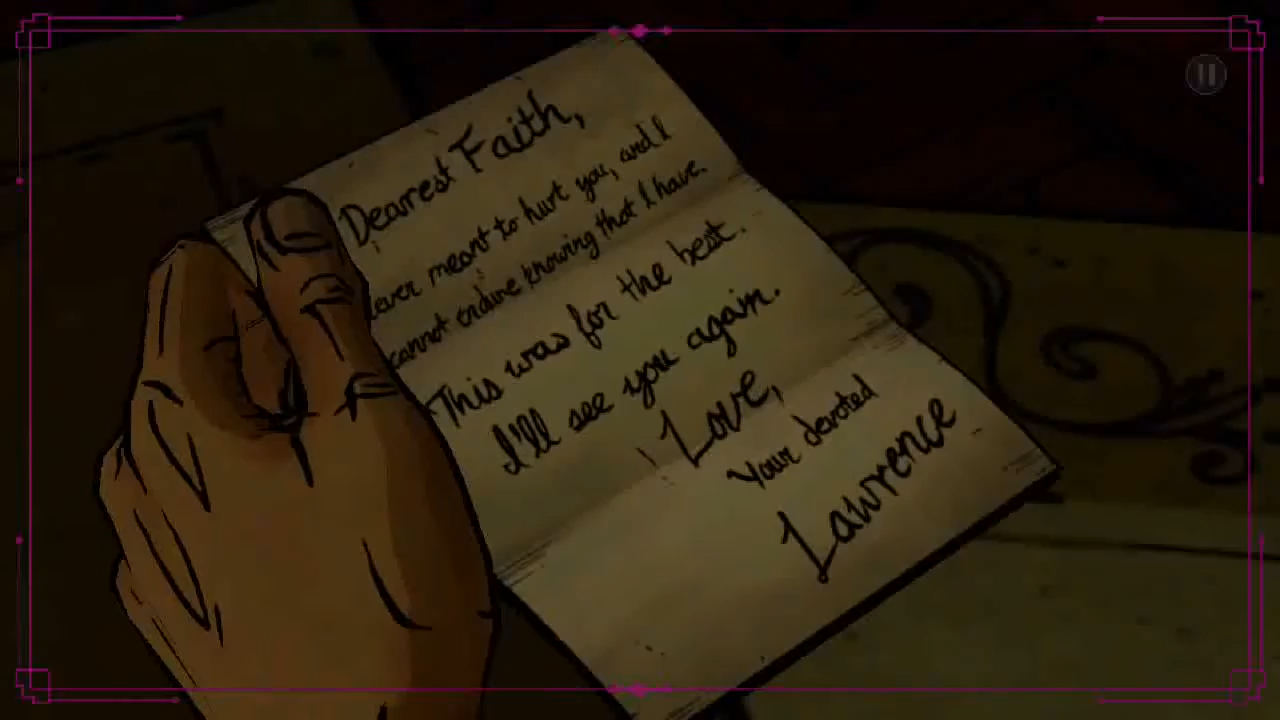 Dearest Faith,
ever meant to hurt you, and I
cannot endure knowing that I have.
This was for the best.
I'll see you again.
Love,
Your devoted
Lawrence